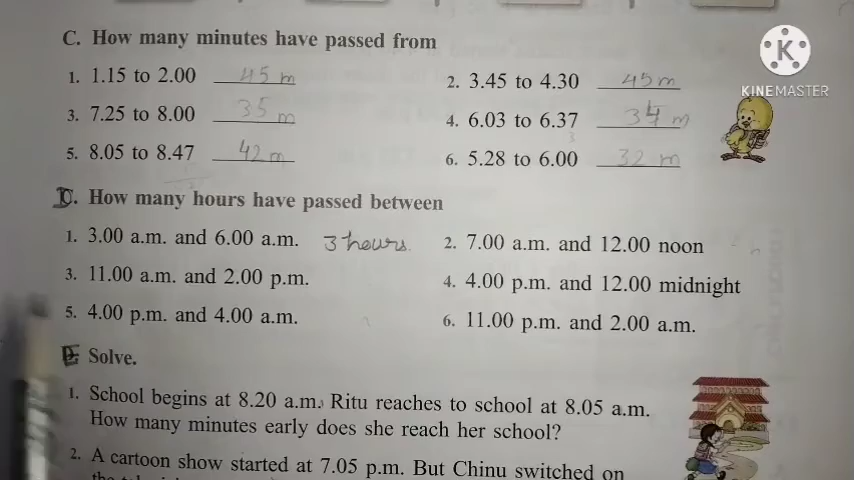 C. How many minutes have passed from
1. 1.15 to 2.00 45 m
2. 3.45 to 4.30 45 m
K
KINEMASTER
3. 7.25 to 8.00 35 m
4. 6.03 to 6.37 34 m
5. 8.05 to 8.47 42 m
6. 5.28 to 6.00 32 m
D. How many hours have passed between
1. 3.00 a.m. and 6.00 a.m. 3 hours.
2. 7.00 a.m. and 12.00 noon
3. 11.00 a.m. and 2.00 p.m.
4. 4.00 p.m. and 12.00 midnight
5. 4.00 p.m. and 4.00 a.m.
6. 11.00 p.m. and 2.00 a.m.
E. Solve.
1. School begins at 8.20 a.m. Ritu reaches to school at 8.05 a.m.
How many minutes early does she reach her school?
2. A cartoon show started at 7.05 p.m. But Chinu switched on